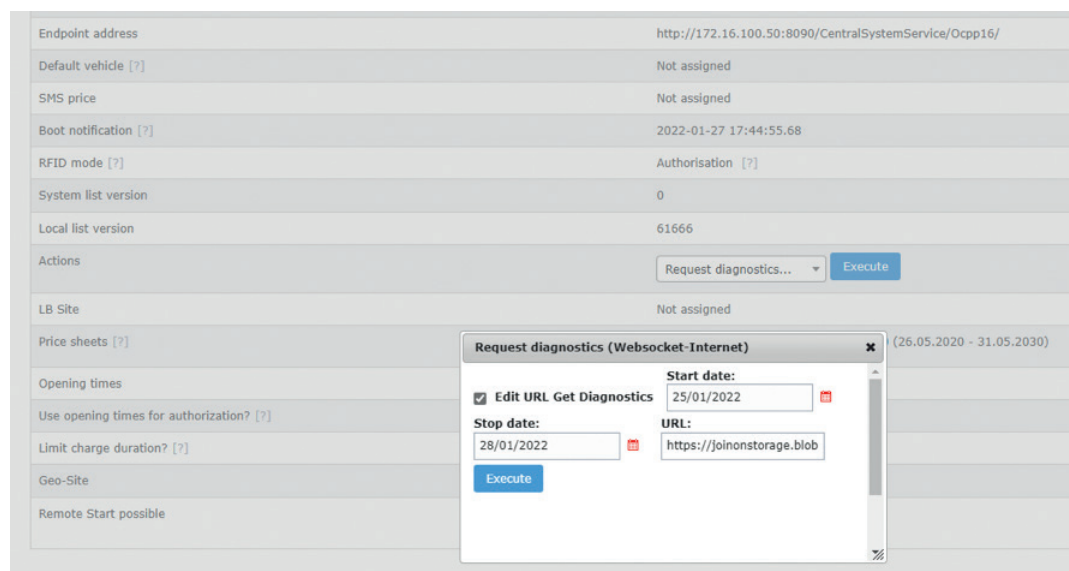 Endpoint address http://172.16.100.50:8090/CentralSystemService/Ocpp16/
Default vehicle [?] Not assigned
SMS price Not assigned
Boot notification [?] 2022-01-27 17:44:55.68
RFID mode [?] Authorisation [?]
System list version 0
Local list version 61666
Actions Request diagnostics... Execute
LB Site Not assigned
Price sheets [?] (26.05.2020 - 31.05.2030)
Opening times
Use opening times for authorization? [?]
Limit charge duration? [?]
Geo-Site
Remote Start possible
Request diagnostics (Websocket-Internet)
Start date:
Edit URL Get Diagnostics 25/01/2022
Stop date: URL:
28/01/2022 https://joinonstorage.blob
Execute